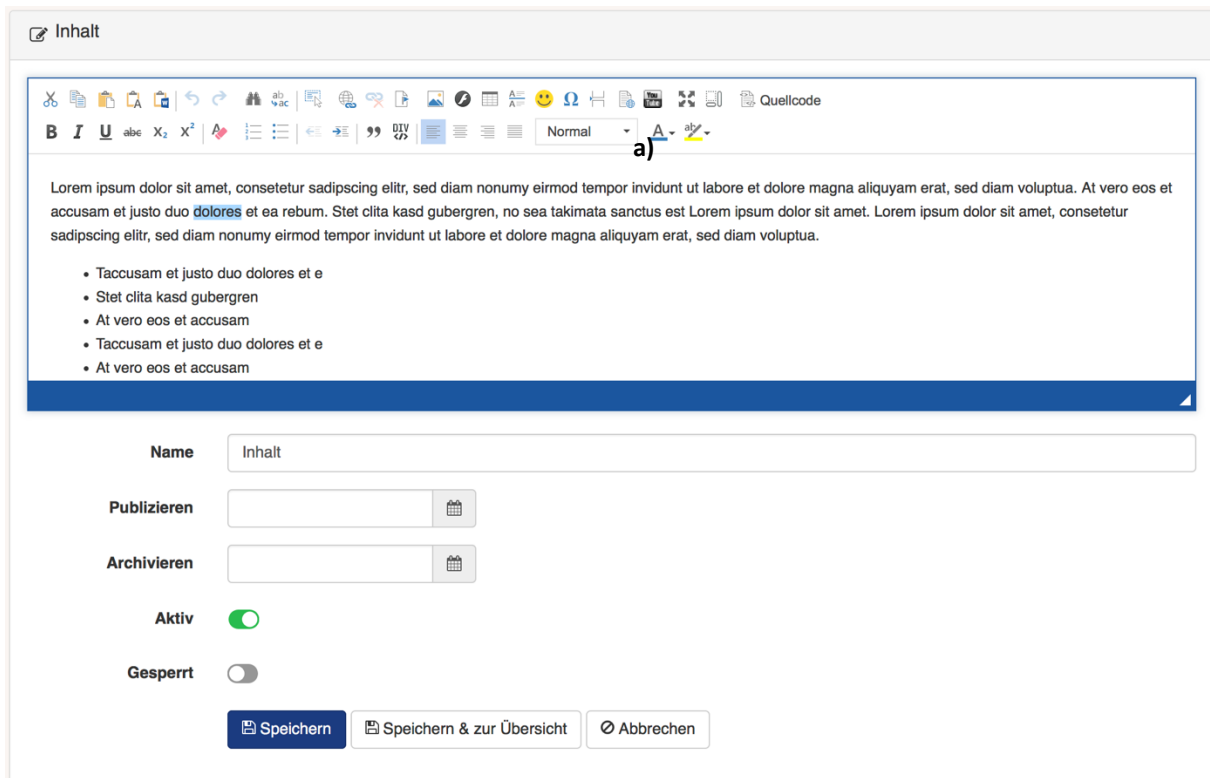 Inhalt
Quellcode
B I U abc X₂ X² DIV Normal A ab
a)
Lorem ipsum dolor sit amet, consetetur sadipscing elitr, sed diam nonumy eirmod tempor invidunt ut labore et dolore magna aliquyam erat, sed diam voluptua. At vero eos et
accusam et justo duo dolores et ea rebum. Stet clita kasd gubergren, no sea takimata sanctus est Lorem ipsum dolor sit amet. Lorem ipsum dolor sit amet, consetetur
sadipscing elitr, sed diam nonumy eirmod tempor invidunt ut labore et dolore magna aliquyam erat, sed diam voluptua.
• Taccusam et justo duo dolores et e
• Stet clita kasd gubergren
• At vero eos et accusam
• Taccusam et justo duo dolores et e
• At vero eos et accusam
Name Inhalt
Publizieren
Archivieren
Aktiv
Gesperrt
Speichern Speichern & zur Übersicht Abbrechen